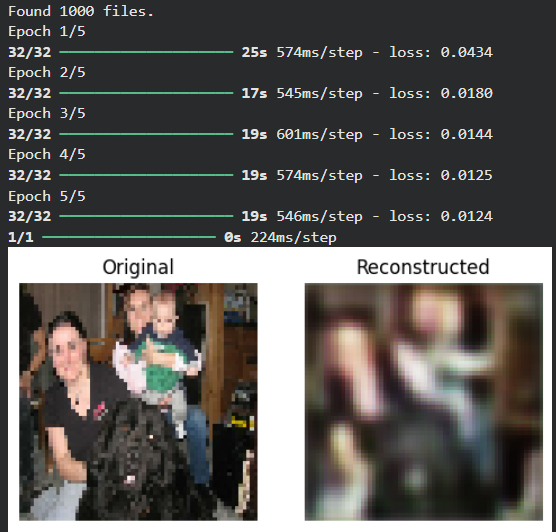 Found 1000 files.
Epoch 1/5
32/32 ━━━━━━━━━━━━━━━━━━━━ 25s 574ms/step - loss: 0.0434
Epoch 2/5
32/32 ━━━━━━━━━━━━━━━━━━━━ 17s 545ms/step - loss: 0.0180
Epoch 3/5
32/32 ━━━━━━━━━━━━━━━━━━━━ 19s 601ms/step - loss: 0.0144
Epoch 4/5
32/32 ━━━━━━━━━━━━━━━━━━━━ 19s 574ms/step - loss: 0.0125
Epoch 5/5
32/32 ━━━━━━━━━━━━━━━━━━━━ 19s 546ms/step - loss: 0.0124
1/1 ━━━━━━━━━━━━━━━━━━━━ 0s 224ms/step
Original Reconstructed